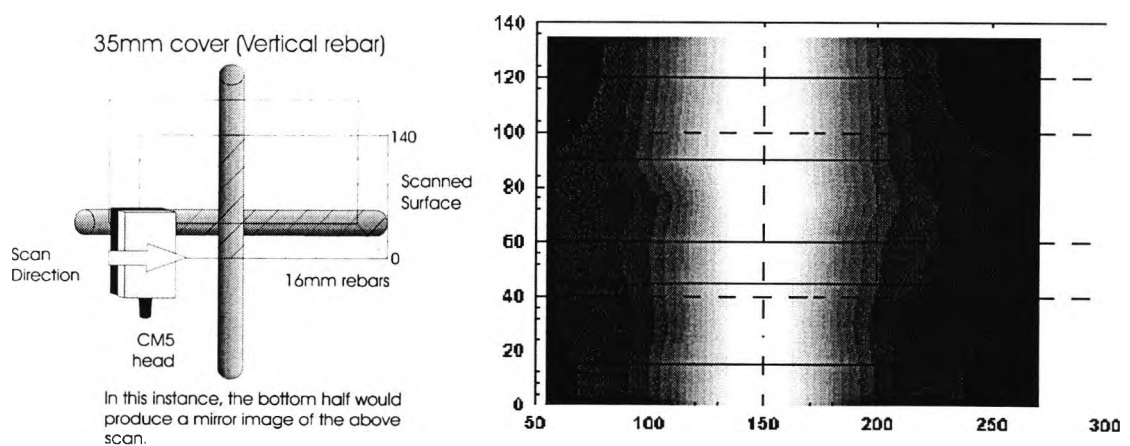 35mm cover (Vertical rebar)
140
Scanned
Surface
0
16mm rebars
Scan
Direction
CM5
head
In this instance, the bottom half would
produce a mirror image of the above
scan.
140
120
100
80
60
40
20
0
50
100
150
200
250
300